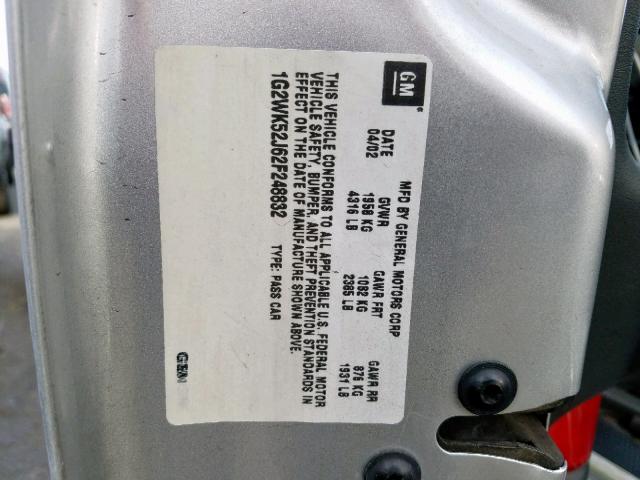 GM
MFD BY GENERAL MOTORS CORP
DATE GVWR GAWR FRT GAWR RR
04/02 1958 KG 1082 KG 876 KG
4316 LB 2385 LB 1931 LB
THIS VEHICLE CONFORMS TO ALL APPLICABLE U.S. FEDERAL MOTOR
VEHICLE SAFETY, BUMPER, AND THEFT PREVENTION STANDARDS IN
EFFECT ON THE DATE OF MANUFACTURE SHOWN ABOVE.
1G2WK52J62F248832 TYPE: PASS CAR